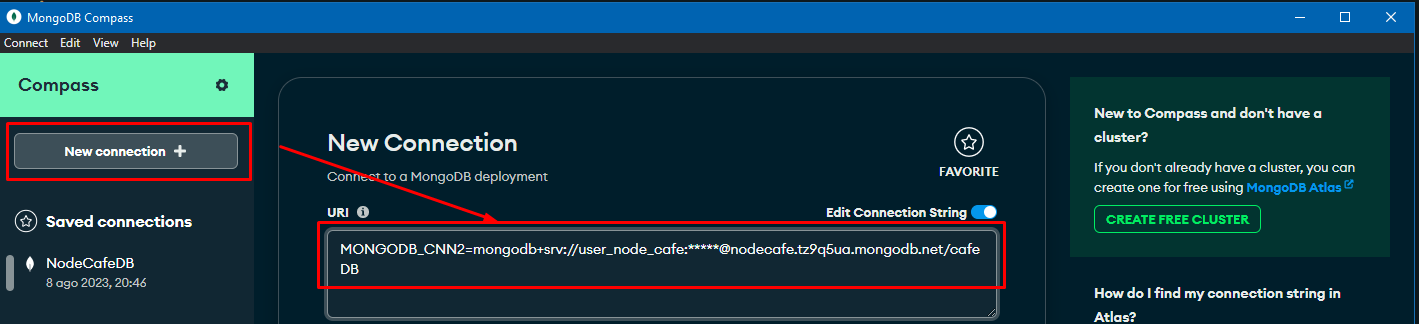 MongoDB Compass
Connect Edit View Help
Compass
New connection +
Saved connections
NodeCafeDB
8 ago 2023, 20:46
New Connection
Connect to a MongoDB deployment
FAVORITE
URI
Edit Connection String
MONGODB_CNN2=mongodb+srv://user_node_cafe:*****@nodecafe.tz9q5ua.mongodb.net/cafe
DB
New to Compass and don't have a
cluster?
If you don't already have a cluster, you can
create one for free using MongoDB Atlas
CREATE FREE CLUSTER
How do I find my connection string in
Atlas?